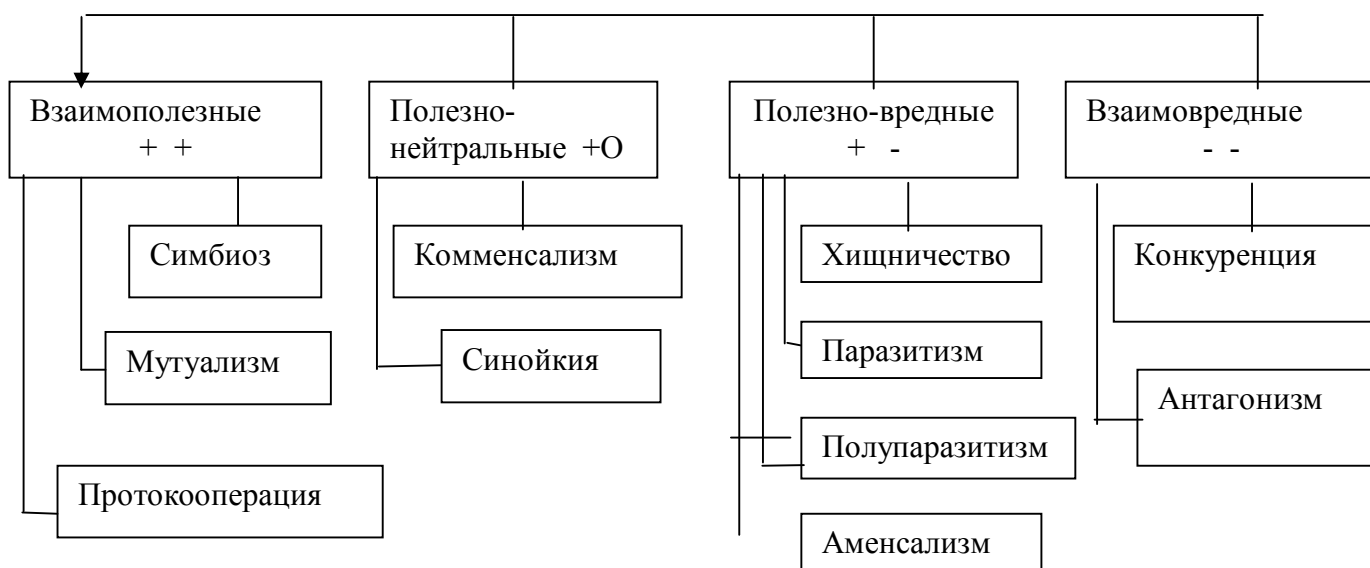 Взаимополезные
+ +
Полезно-
нейтральные +О
Полезно-вредные
+ -
Взаимовредные
- -
Симбиоз
Комменсализм
Хищничество
Конкуренция
Мутуализм
Синойкия
Паразитизм
Антагонизм
Протокооперация
Полупаразитизм
Аменсализм